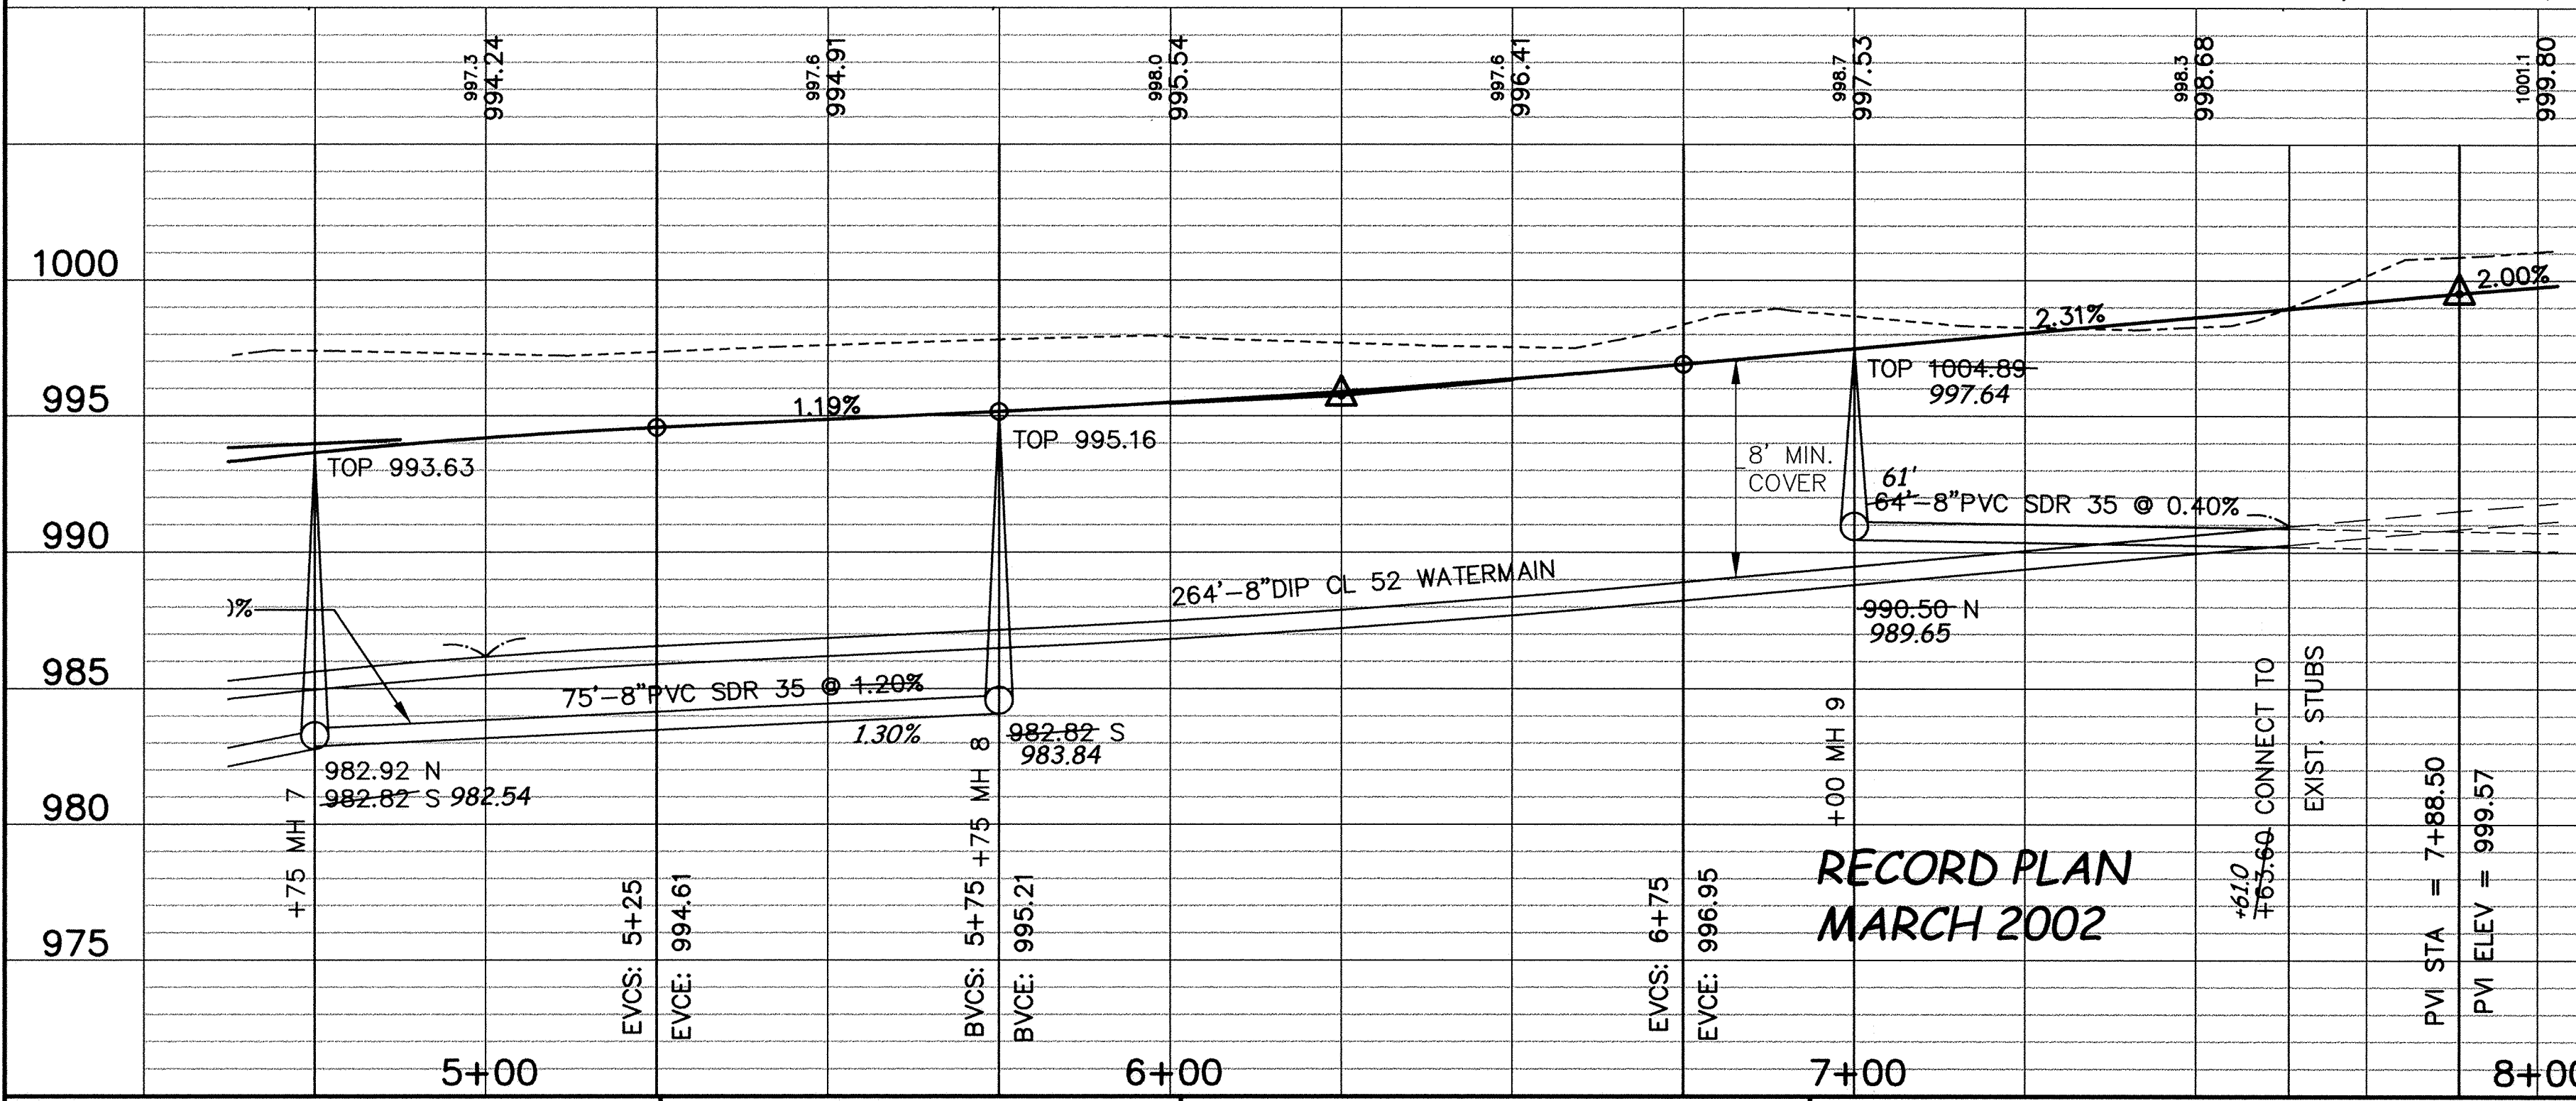 997.3
994.24
997.6
994.91
998.0
995.54
997.6
996.41
998.7
997.53
998.3
998.68
1001.1
999.80
1000
995
990
985
980
975
1.19%
2.31%
2.00%
TOP 993.63
TOP 995.16
TOP 1004.89
997.64
8' MIN.
COVER
61'
64'-8"PVC SDR 35 @ 0.40%
264'-8"DIP CL 52 WATERMAIN
)%
75'-8"PVC SDR 35 @ 1.20%
1.30%
990.50 N
989.65
982.82 S
983.84
982.92 N
982.82 S 982.54
+75 MH 7
+75 MH 8
+00 MH 9
+61.0
+63.60 CONNECT TO
EXIST. STUBS
EVCS: 5+25
EVCE: 994.61
BVCS: 5+75
BVCE: 995.21
EVCS: 6+75
EVCE: 996.95
PVI STA = 7+88.50
PVI ELEV = 999.57
RECORD PLAN
MARCH 2002
5+00
6+00
7+00
8+00